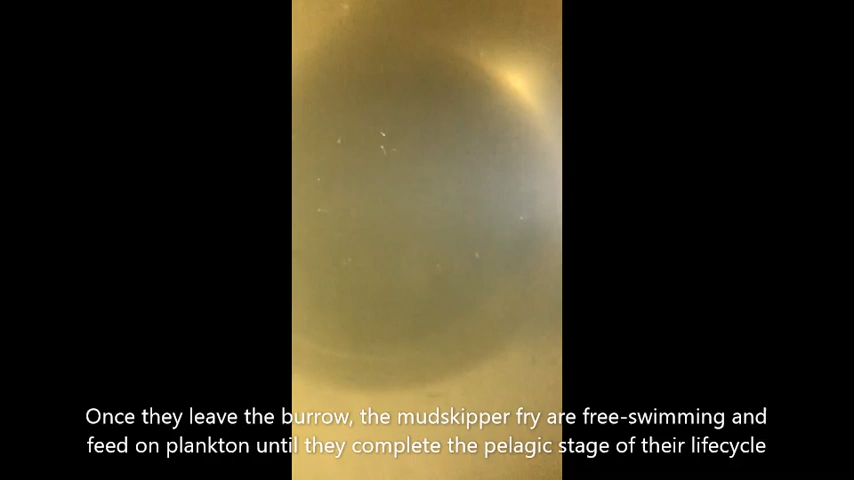 Once they leave the burrow, the mudskipper fry are free-swimming and
feed on plankton until they complete the pelagic stage of their lifecycle